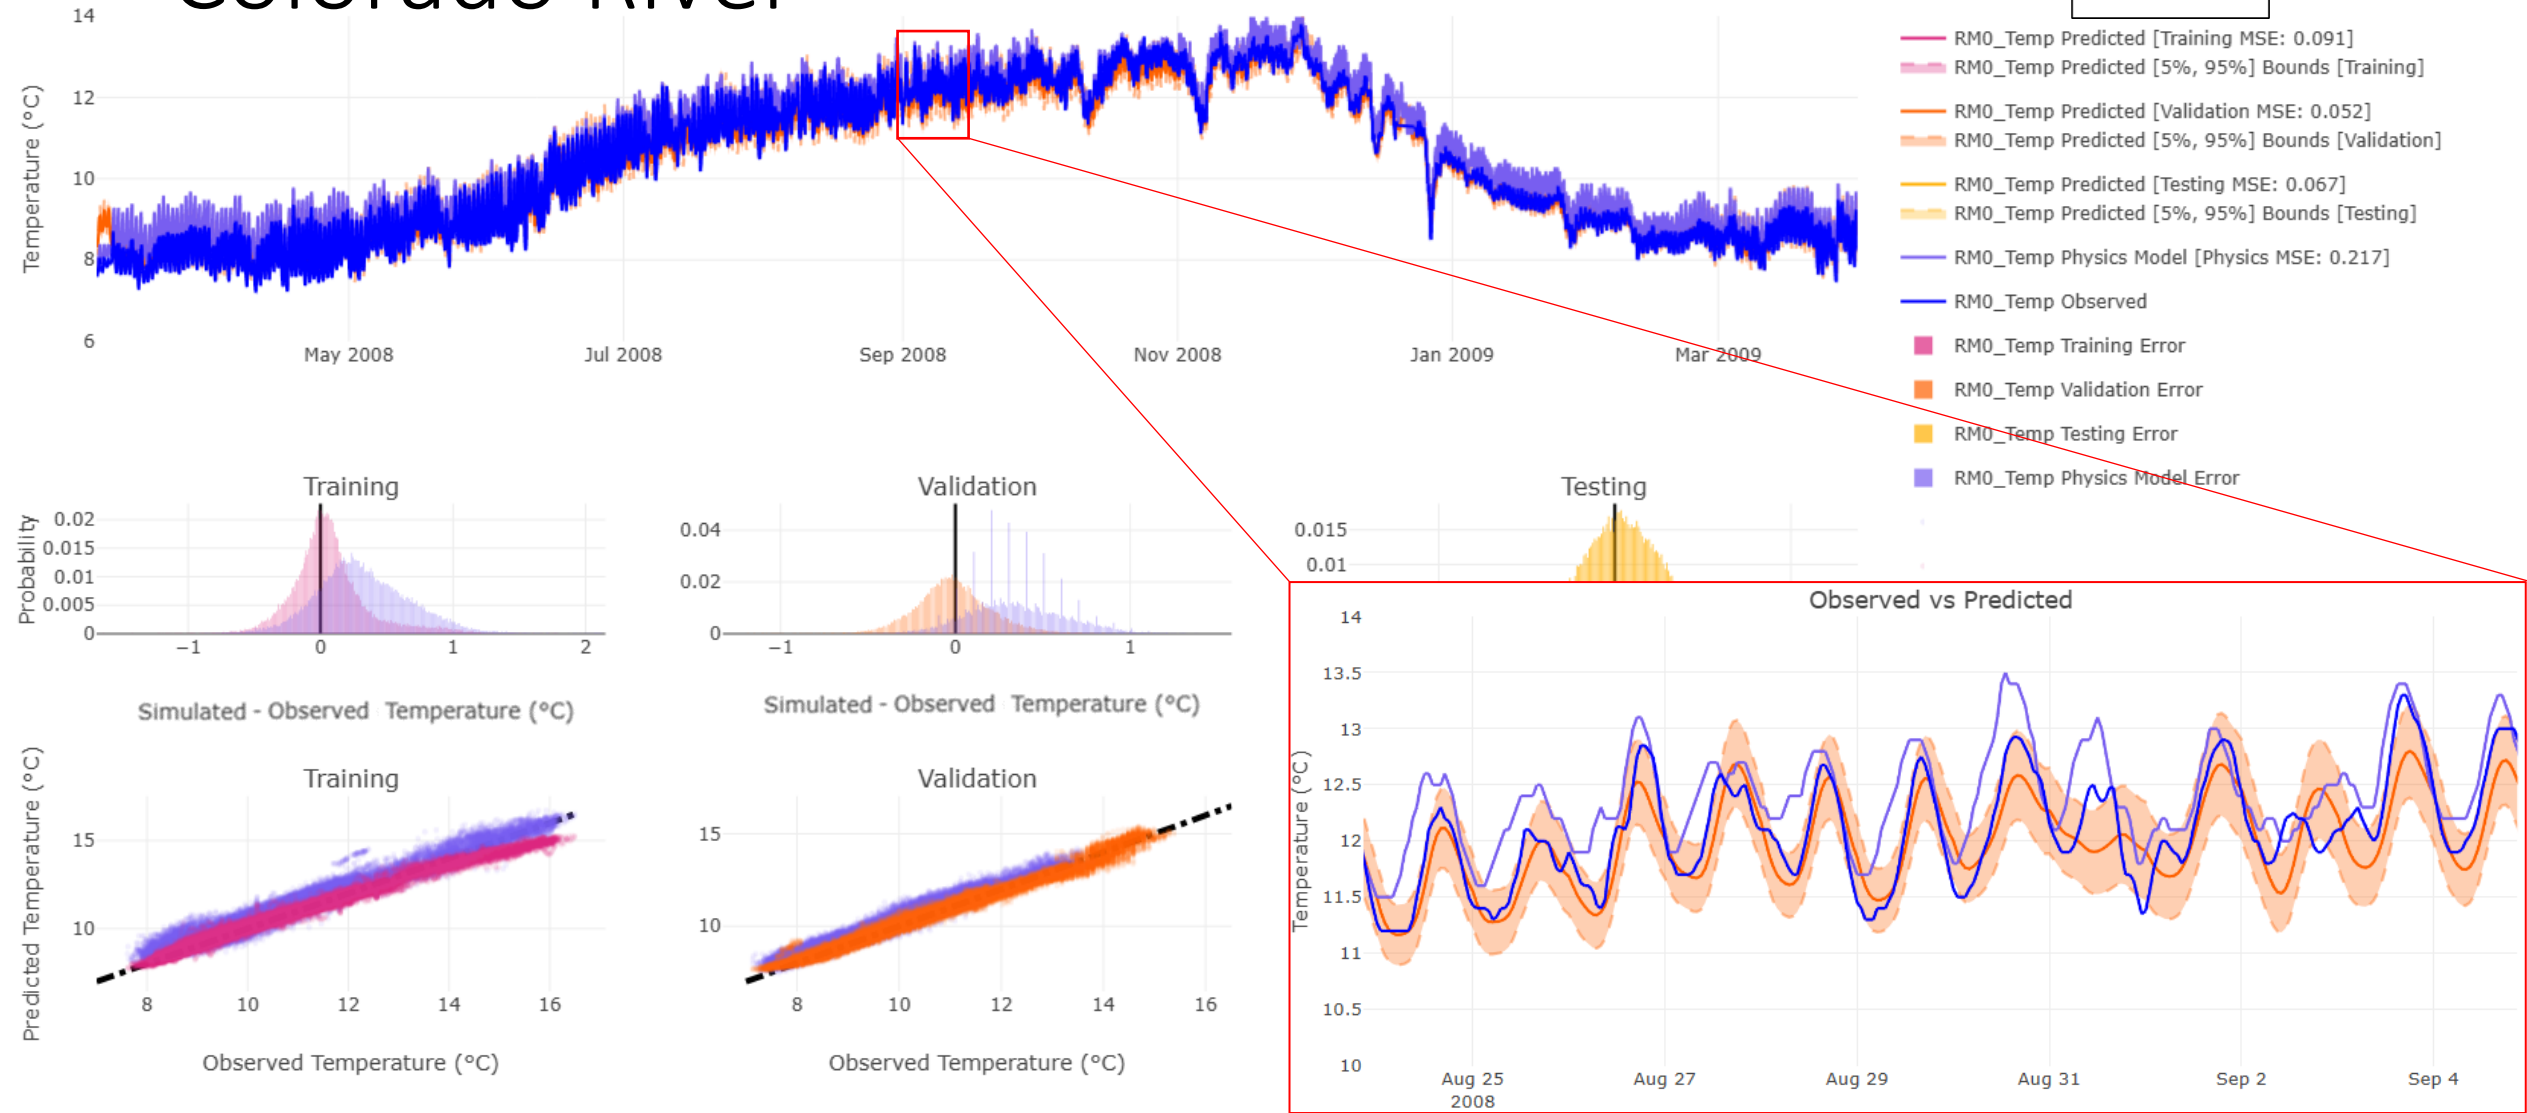 Colorado River
14
12
10
8
6
Temperature (°C)
May 2008
Jul 2008
Sep 2008
Nov 2008
Jan 2009
Mar 2009
RM0_Temp Predicted [Training MSE: 0.091]
RM0_Temp Predicted [5%, 95%] Bounds [Training]
RM0_Temp Predicted [Validation MSE: 0.052]
RM0_Temp Predicted [5%, 95%] Bounds [Validation]
RM0_Temp Predicted [Testing MSE: 0.067]
RM0_Temp Predicted [5%, 95%] Bounds [Testing]
RM0_Temp Physics Model [Physics MSE: 0.217]
RM0_Temp Observed
RM0_Temp Training Error
RM0_Temp Validation Error
RM0_Temp Testing Error
RM0_Temp Physics Model Error
Training
Probability
0.02
0.015
0.01
0.005
0
−1
0
1
2
Simulated - Observed Temperature (°C)
Validation
0.04
0.02
0
−1
0
1
Simulated - Observed Temperature (°C)
Testing
0.015
0.01
Training
Predicted Temperature (°C)
15
10
8
10
12
14
16
Observed Temperature (°C)
Validation
15
10
8
10
12
14
16
Observed Temperature (°C)
Observed vs Predicted
Temperature (°C)
14
13.5
13
12.5
12
11.5
11
10.5
10
Aug 25
2008
Aug 27
Aug 29
Aug 31
Sep 2
Sep 4